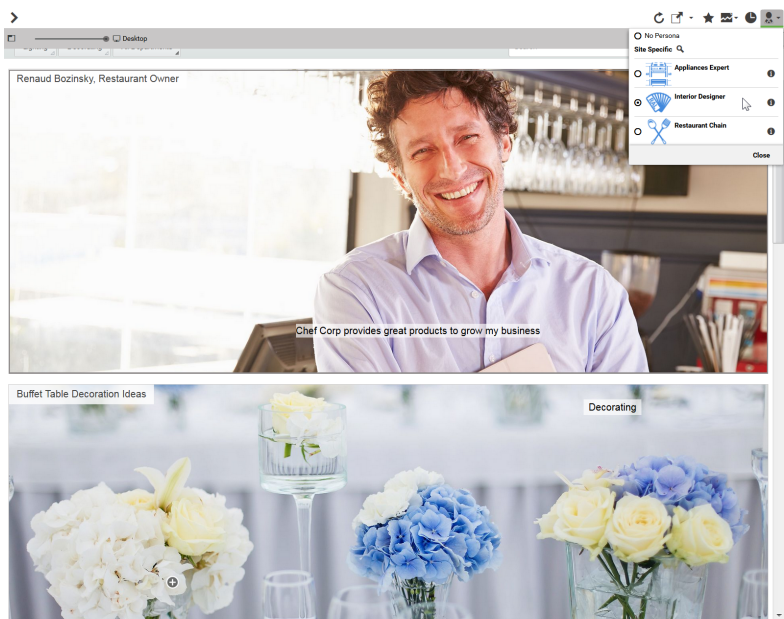 Desktop
No Persona
Site Specific
Appliances Expert
Interior Designer
Restaurant Chain
Close
Renaud Bozinsky, Restaurant Owner
Chef Corp provides great products to grow my business
Buffet Table Decoration Ideas
Decorating